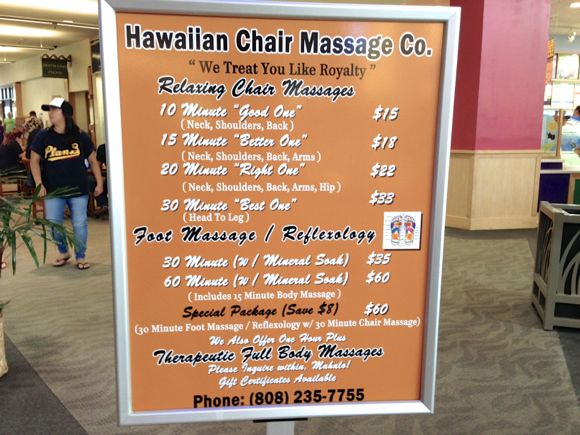 Hawaiian Chair Massage Co.
“ We Treat You Like Royalty ”
Relaxing Chair Massages
10 Minute “Good One” $15
( Neck, Shoulders, Back )
15 Minute “Better One” $18
( Neck, Shoulders, Back, Arms )
20 Minute “Right One” $22
( Neck, Shoulders, Back, Arms, Hip )
30 Minute “Best One” $33
( Head To Leg )
Foot Massage / Reflexology
30 Minute (w / Mineral Soak) $35
60 Minute (w / Mineral Soak) $60
( Includes 15 Minute Body Massage )
Special Package (Save $8) $60
(30 Minute Foot Massage / Reflexology w/ 30 Minute Chair Massage)
We Also Offer One Hour Plus
Therapeutic Full Body Massages
Please Inquire within, Mahalo!
Gift Certificates Available
Phone: (808) 235-7755